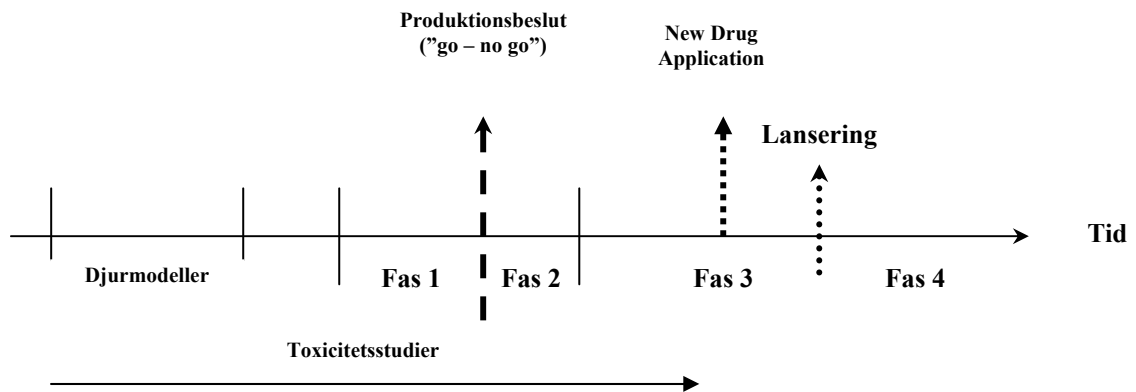 Produktionsbeslut
(”go – no go”)
New Drug
Application
Lansering
Tid
Djurmodeller
Fas 1
Fas 2
Fas 3
Fas 4
Toxicitetsstudier